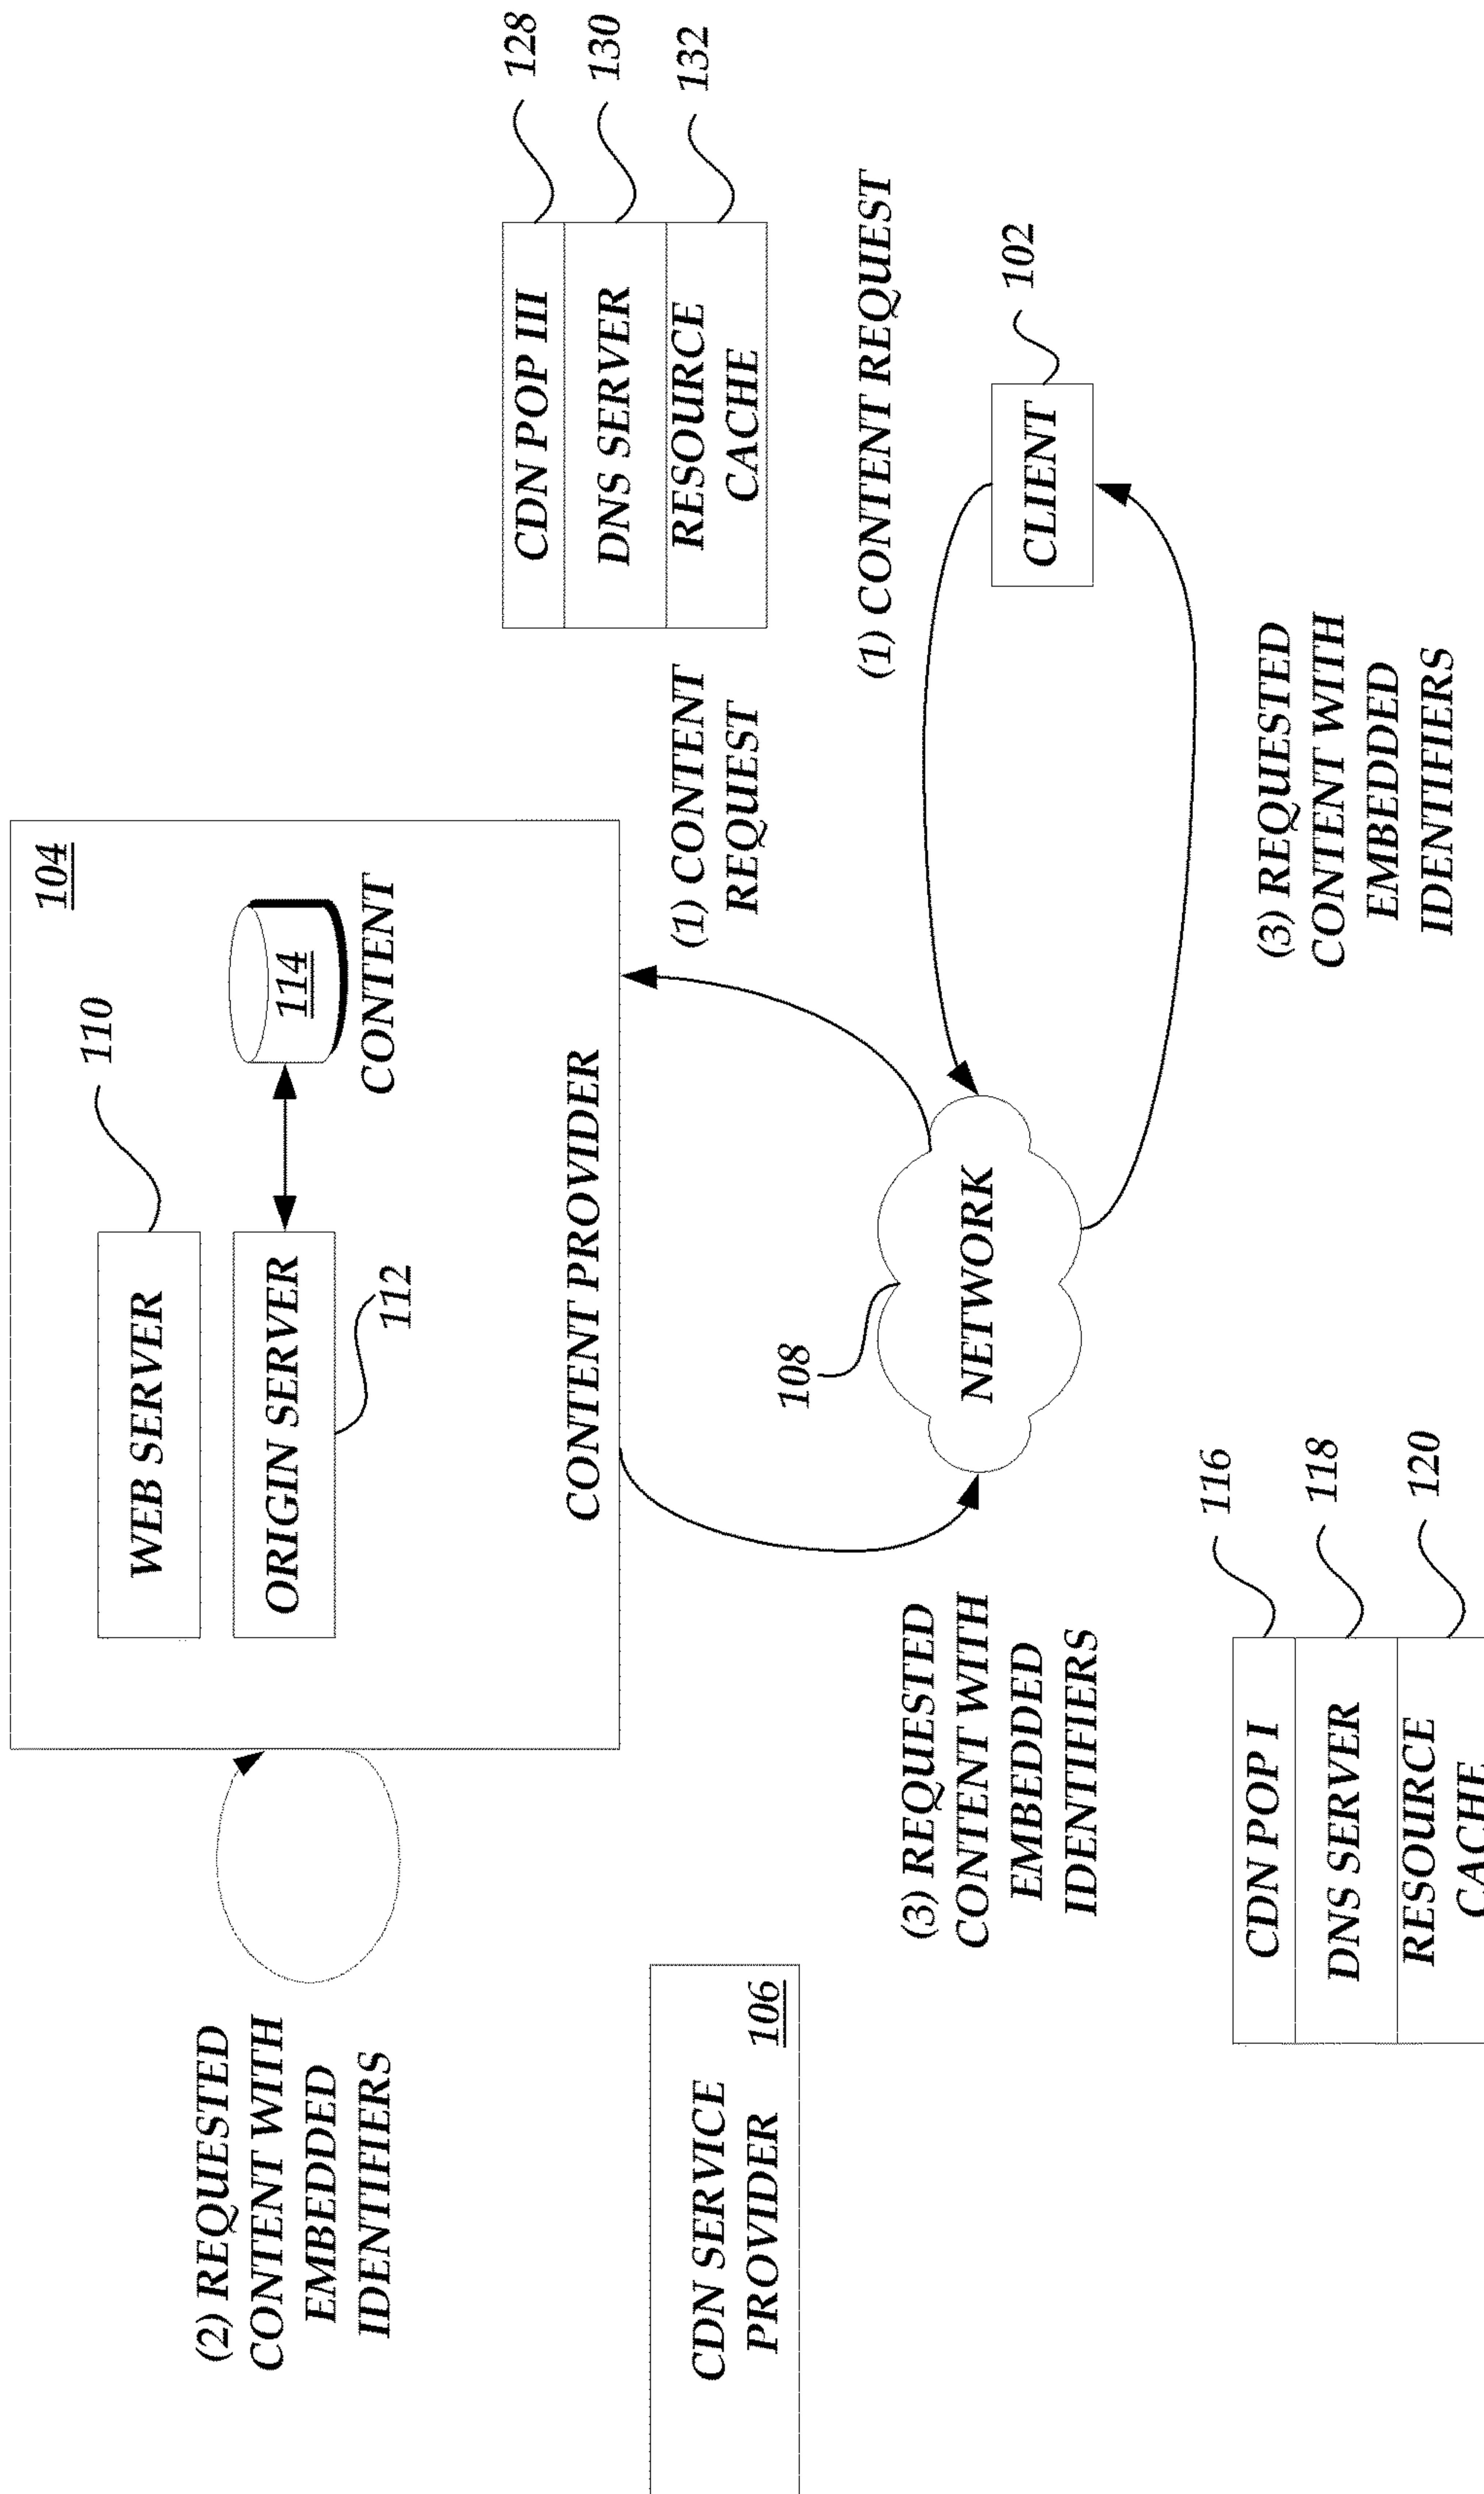 104
110
WEB SERVER
ORIGIN SERVER
114
CONTENT
112
CONTENT PROVIDER
(2) REQUESTED
CONTENT WITH
EMBEDDED
IDENTIFIERS
CDN POP III
DNS SERVER
RESOURCE
CACHE
128
130
132
CDN SERVICE
PROVIDER
106
(1) CONTENT
REQUEST
(1) CONTENT REQUEST
108
NETWORK
CLIENT
102
(3) REQUESTED
CONTENT WITH
EMBEDDED
IDENTIFIERS
(3) REQUESTED
CONTENT WITH
EMBEDDED
IDENTIFIERS
CDN POP I
DNS SERVER
RESOURCE
CACHE
116
118
120